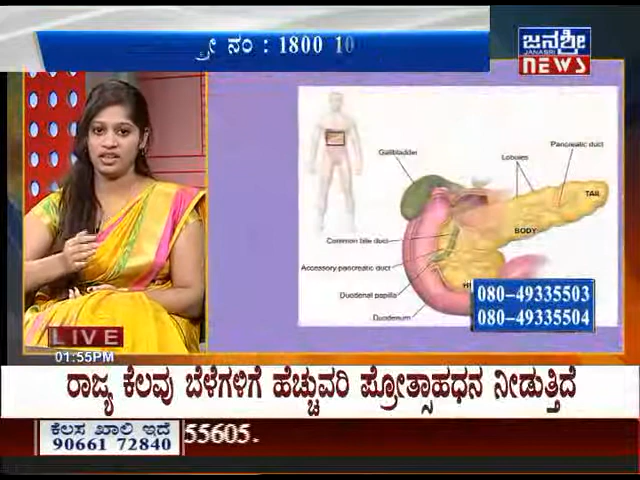 ್ರೀ ನಂ : 1800 10
ಜನಶ್ರೀ
JANASRI
NEWS
Gallbladder
Lobules
Pancreatic duct
TAIL
BODY
Common bile duct
Accessory pancreatic duct
Duodenal papilla
Duodenum
080-49335503
080-49335504
LIVE
01:55PM
ರಾಜ್ಯ ಕೆಲವು ಬೆಳೆಗಳಿಗೆ ಹೆಚ್ಚುವರಿ ಪ್ರೋತ್ಸಾಹಧನ ನೀಡುತ್ತಿದೆ
ಕೆಲಸ ಖಾಲಿ ಇದೆ
90661 72840
55605.